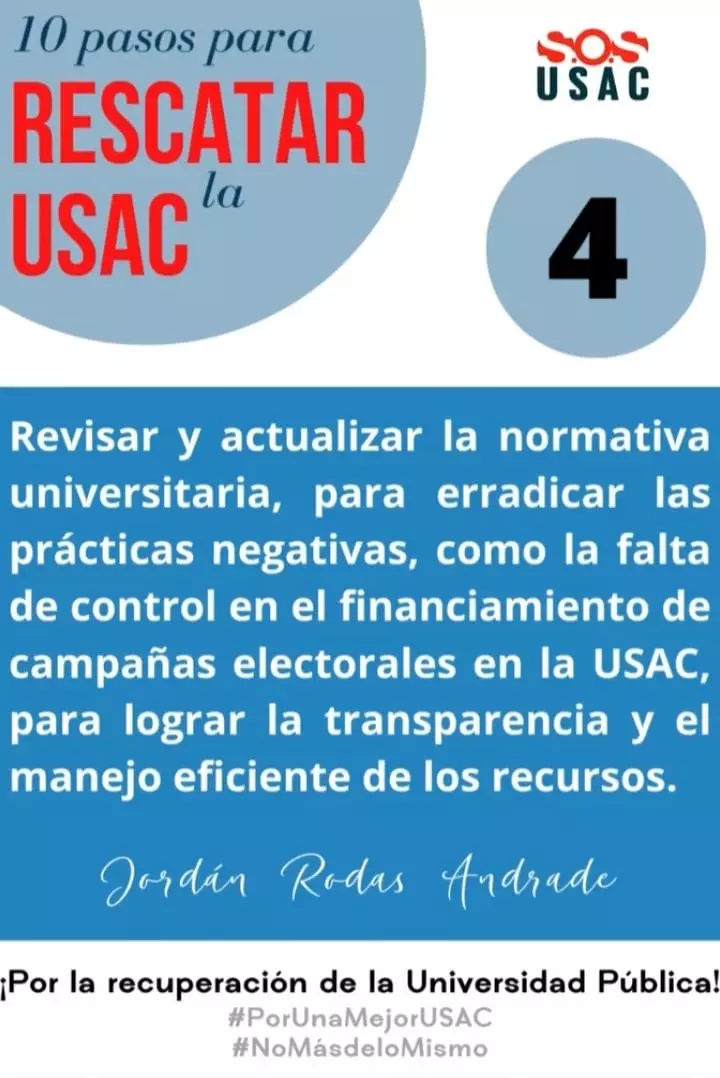 10 pasos para
RESCATAR
la
USAC
S.O.S
USAC
4
Revisar y actualizar la normativa
universitaria, para erradicar las
prácticas negativas, como la falta
de control en el financiamiento de
campañas electorales en la USAC,
para lograr la transparencia y el
manejo eficiente de los recursos.
Jordán Rodas Andrade
¡Por la recuperación de la Universidad Pública!
#PorUnaMejorUSAC
#NoMásdeloMismo